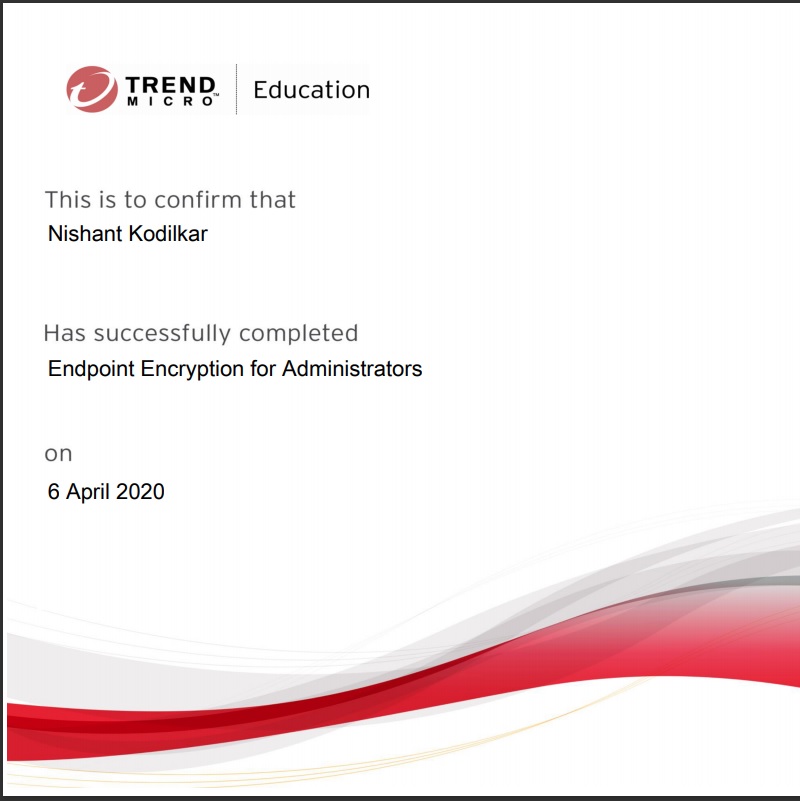 TREND
MICRO™
Education
This is to confirm that
Nishant Kodilkar
Has successfully completed
Endpoint Encryption for Administrators
on
6 April 2020